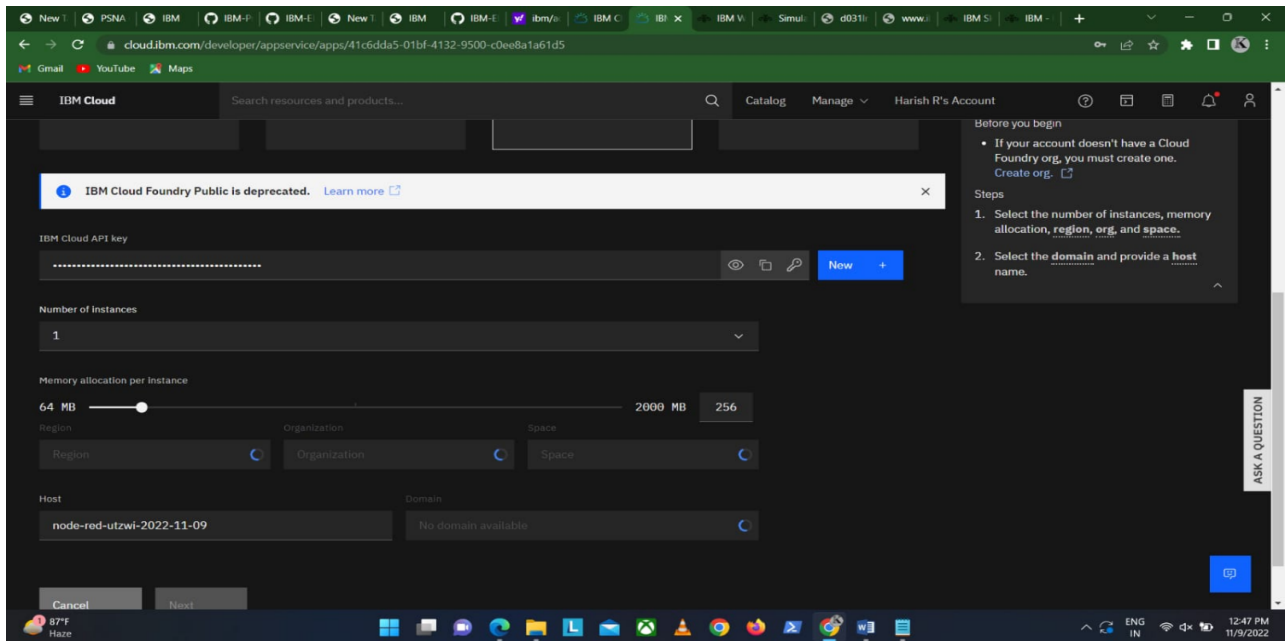 New T
PSNA
IBM
IBM-P
IBM-E
New T
IBM
IBM-E
ibm/a
IBM C
IBM
IBM W
Simula
d031l
IBM S
IBM -
cloud.ibm.com/developer/appservice/apps/41c6dda5-01bf-4132-9500-c0ee8a1a61d5
Gmail YouTube Maps
IBM Cloud Search resources and products... Catalog Manage Harish R's Account
Before you begin
• If your account doesn't have a Cloud
Foundry org, you must create one.
Create org.
IBM Cloud Foundry Public is deprecated. Learn more
Steps
1. Select the number of instances, memory
allocation, region, org, and space.
2. Select the domain and provide a host
name.
IBM Cloud API key
New +
Number of instances
1
Memory allocation per instance
64 MB 2000 MB 256
Region Organization Space
Region Organization Space
Host Domain
node-red-utzwi-2022-11-09 No domain available
ASK A QUESTION
Cancel Next
87°F
Haze
ENG
IN
12:47 PM
11/9/2022